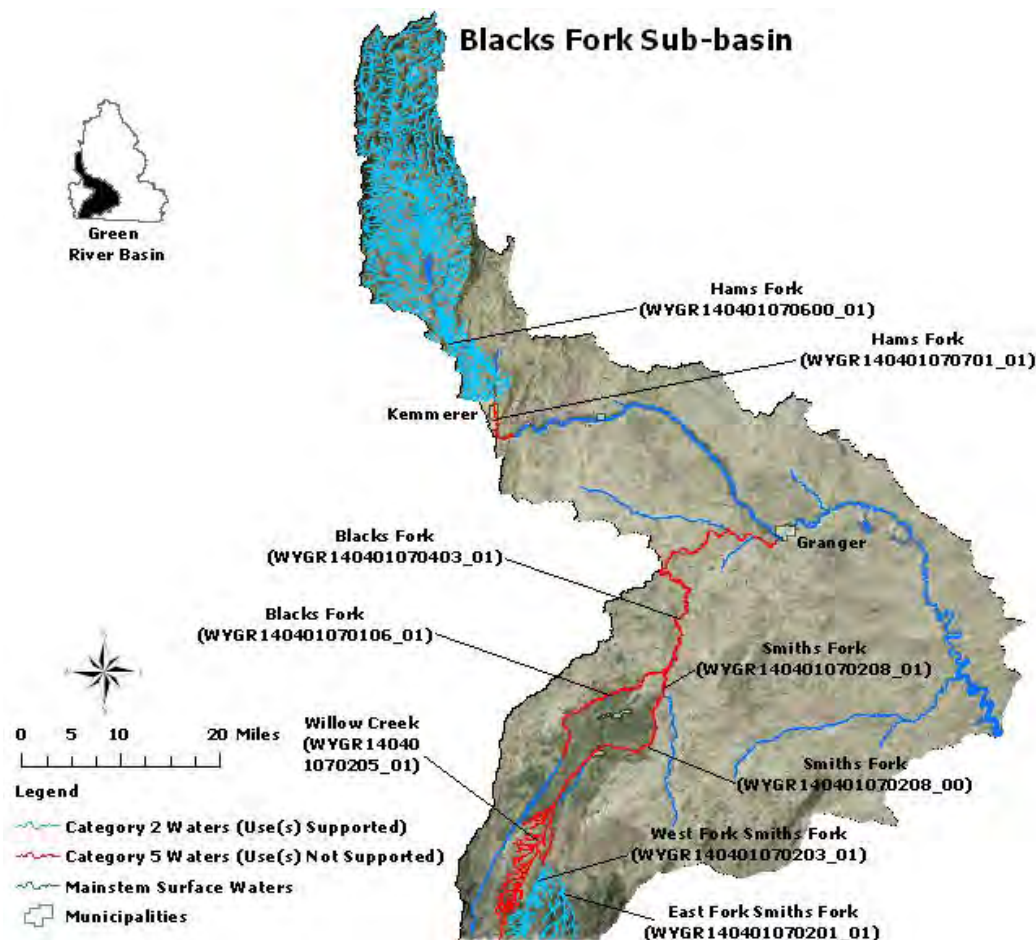 Blacks Fork Sub-basin
Green
River Basin
Hams Fork
(WYGR140401070600_01)
Hams Fork
(WYGR140401070701_01)
Kemmerer
Granger
Blacks Fork
(WYGR140401070403_01)
Blacks Fork
(WYGR140401070106_01)
Smiths Fork
(WYGR140401070208_01)
Willow Creek
(WYGR14040
1070205_01)
Smiths Fork
(WYGR140401070208_00)
West Fork Smiths Fork
(WYGR140401070203_01)
East Fork Smiths Fork
(WYGR140401070201_01)
0 5 10 20 Miles
Legend
Category 2 Waters (Use(s) Supported)
Category 5 Waters (Use(s) Not Supported)
Mainstem Surface Waters
Municipalities